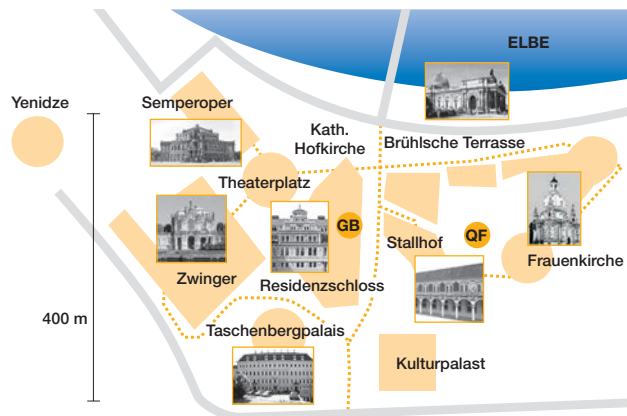 ELBE
Yenidze
Semperoper
Kath.
Hofkirche
Brühlsche Terrasse
Theaterplatz
GB
QF
Stallhof
Zwinger
Residenzschloss
Frauenkirche
400 m
Taschenbergpalais
Kulturpalast